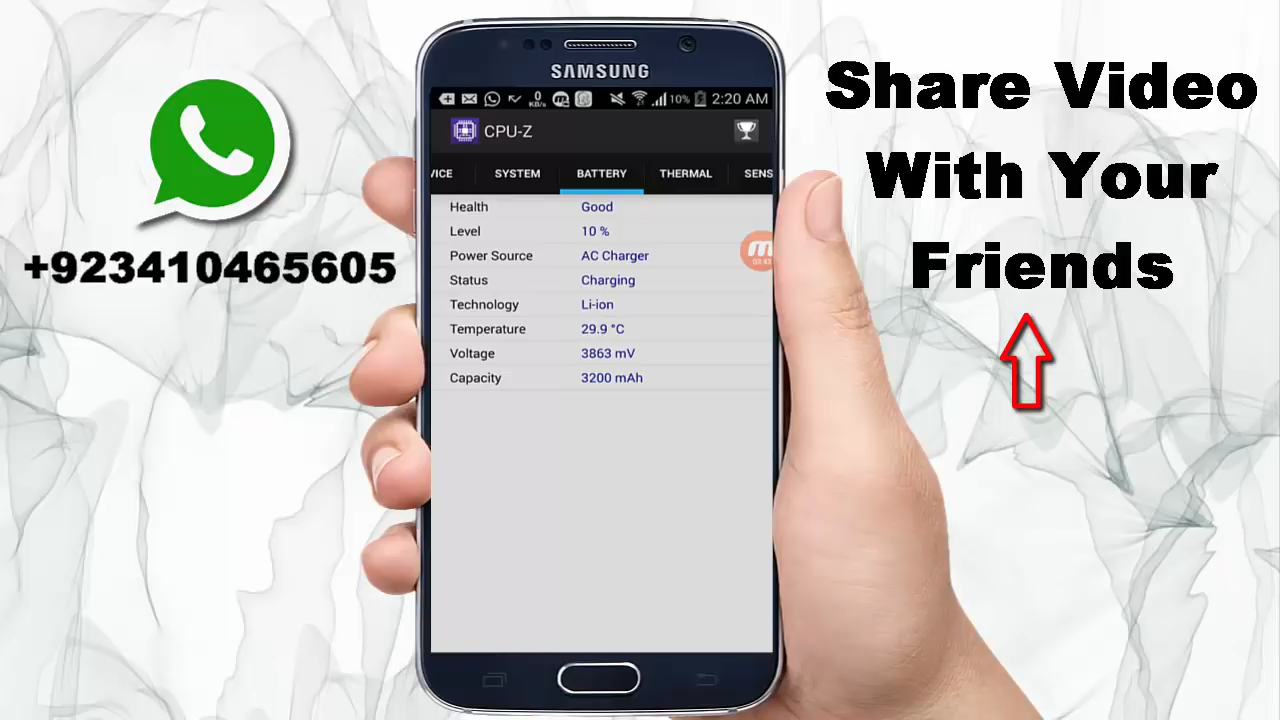 +923410465605
SAMSUNG
0 KB/s 10% 2:20 AM
CPU-Z
VICE SYSTEM BATTERY THERMAL SENS
Health Good
Level 10 %
Power Source AC Charger
Status Charging
Technology Li-ion
Temperature 29.9 °C
Voltage 3863 mV
Capacity 3200 mAh
Share Video
With Your
Friends